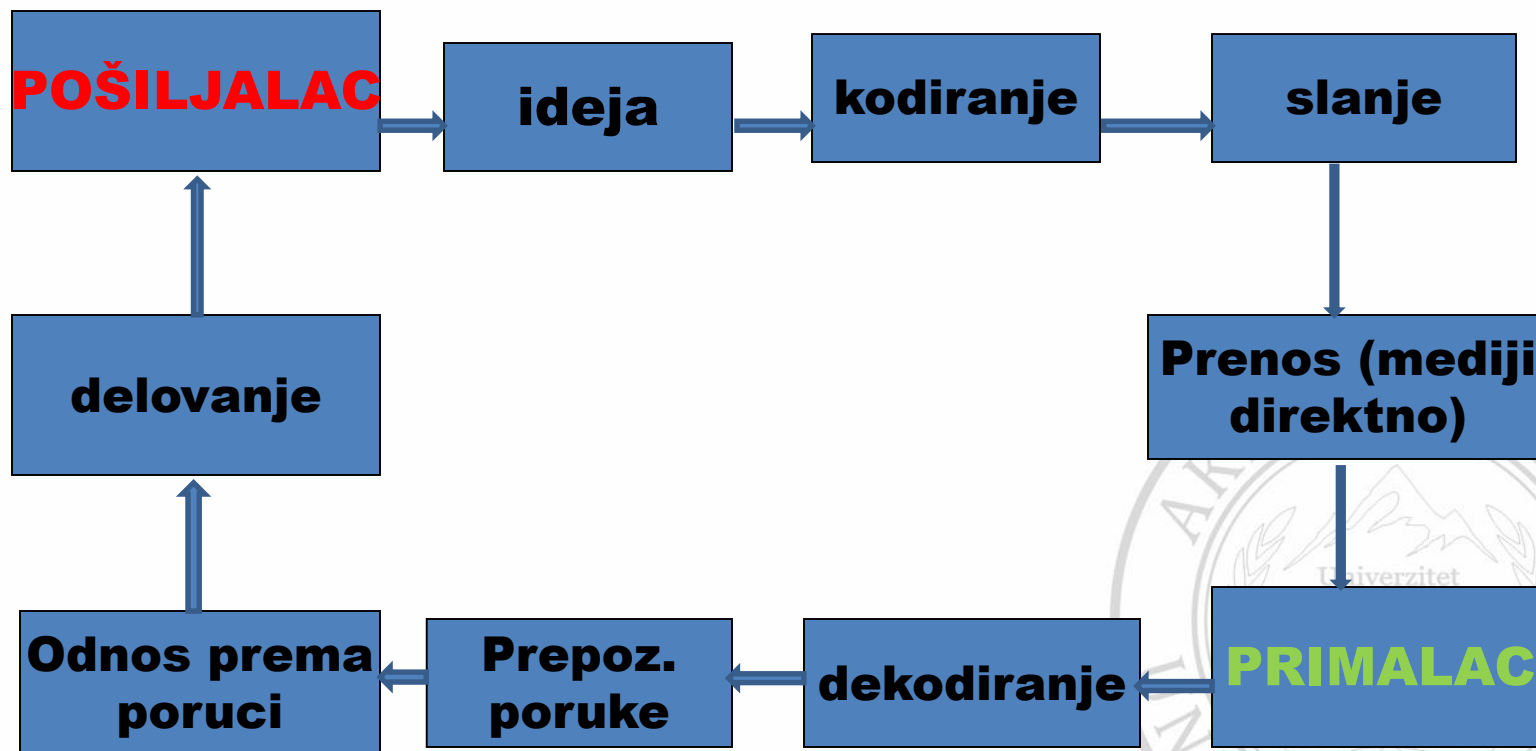 POŠILJALAC
ideja
kodiranje
slanje
Prenos (mediji
direktno)
PRIMALAC
dekodiranje
Prepoz.
poruke
Odnos prema
poruci
delovanje
Univerzitet